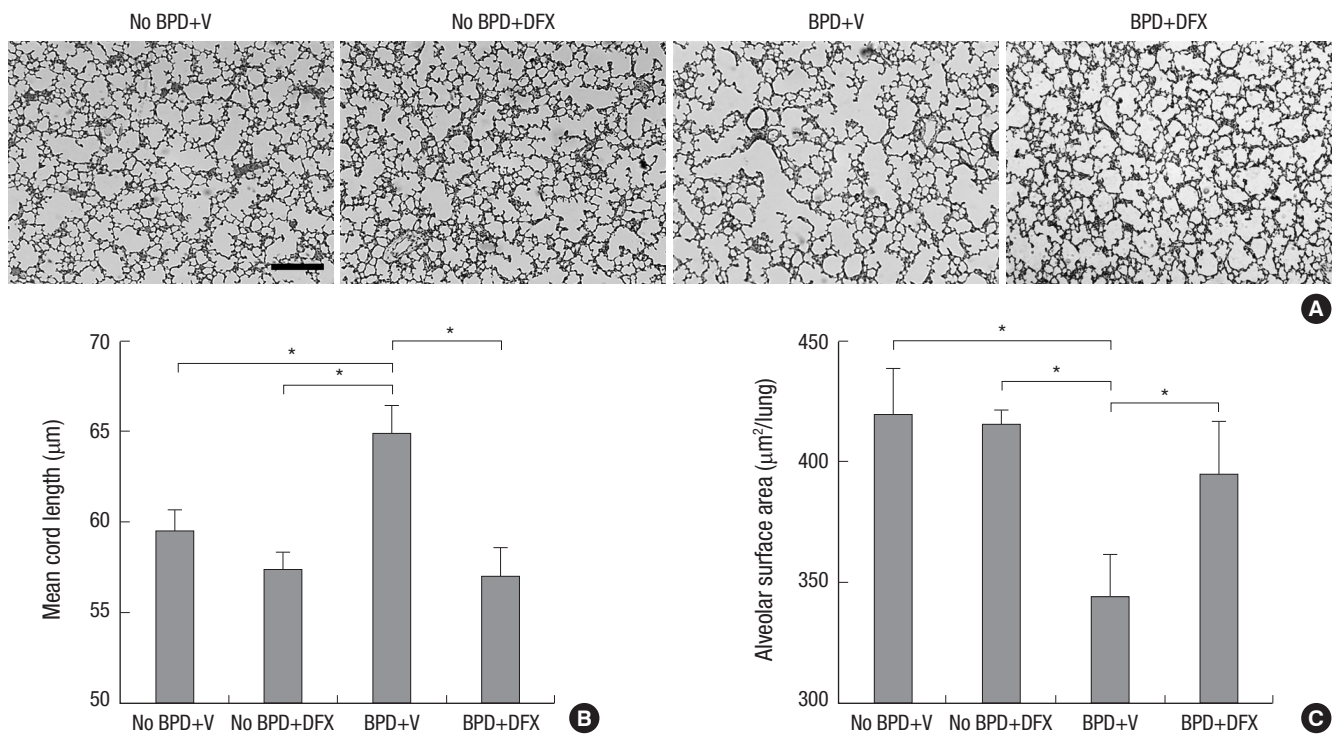 No BPD+V No BPD+DFX BPD+V BPD+DFX
A
Mean cord length (μm)
70
65
60
55
50
* * *
No BPD+V No BPD+DFX BPD+V BPD+DFX
B
Alveolar surface area (μm²/lung)
450
400
350
300
* * *
No BPD+V No BPD+DFX BPD+V BPD+DFX
C